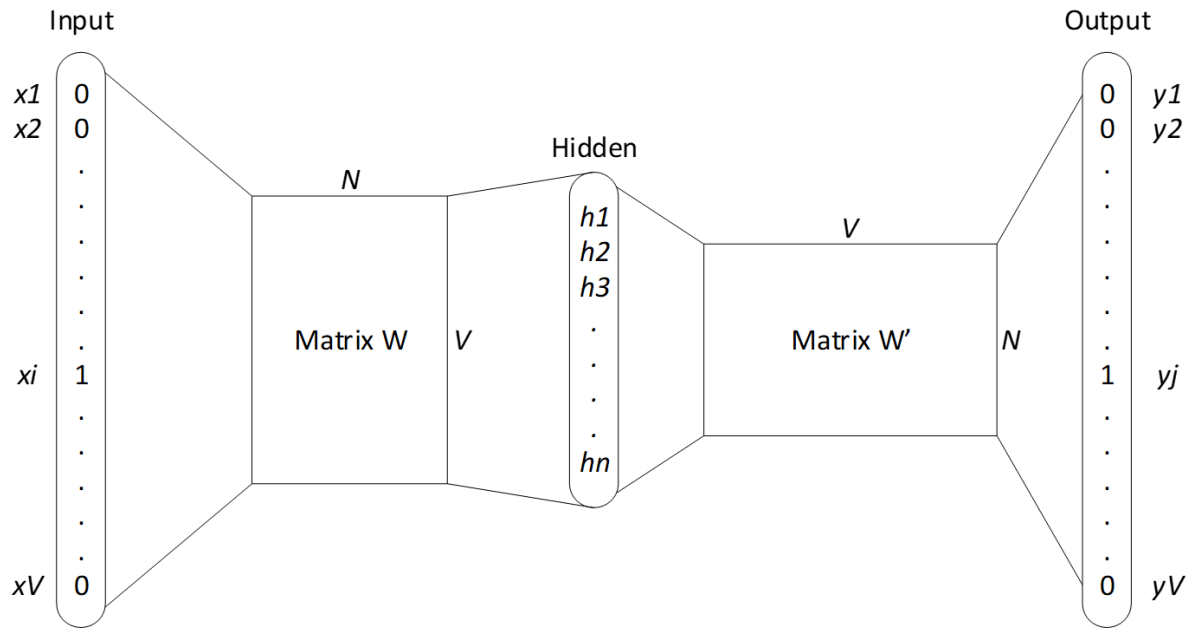 Input
Output
x1 0
0 y1
x2 0
0 y2
Hidden
N
h1
V
h2
h3
Matrix W
V
Matrix W’
N
xi 1
1 yj
hn
xV 0
0 yV